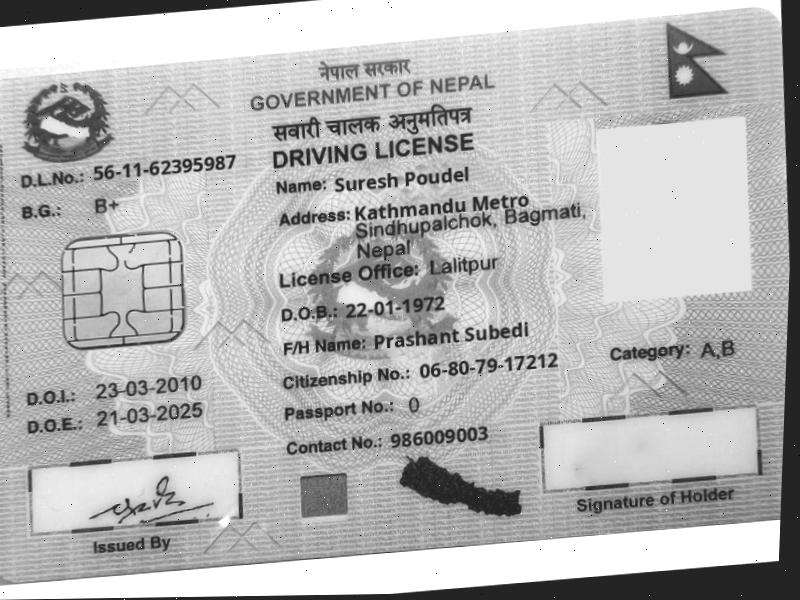 नेपाल सरकार
GOVERNMENT OF NEPAL
सवारी चालक अनुमतिपत्र
DRIVING LICENSE
D.L.No.: 56-11-62395987
B.G.: B+
Name: Suresh Poudel
Address: Kathmandu Metro
Sindhupalchok, Bagmati,
Nepal
License Office: Lalitpur
D.O.B.: 22-01-1972
F/H Name: Prashant Subedi
Citizenship No.: 06-80-79-17212
Category: A,B
D.O.I.: 23-03-2010
Passport No.: 0
D.O.E.: 21-03-2025
Contact No.: 986009003
Issued By
Signature of Holder